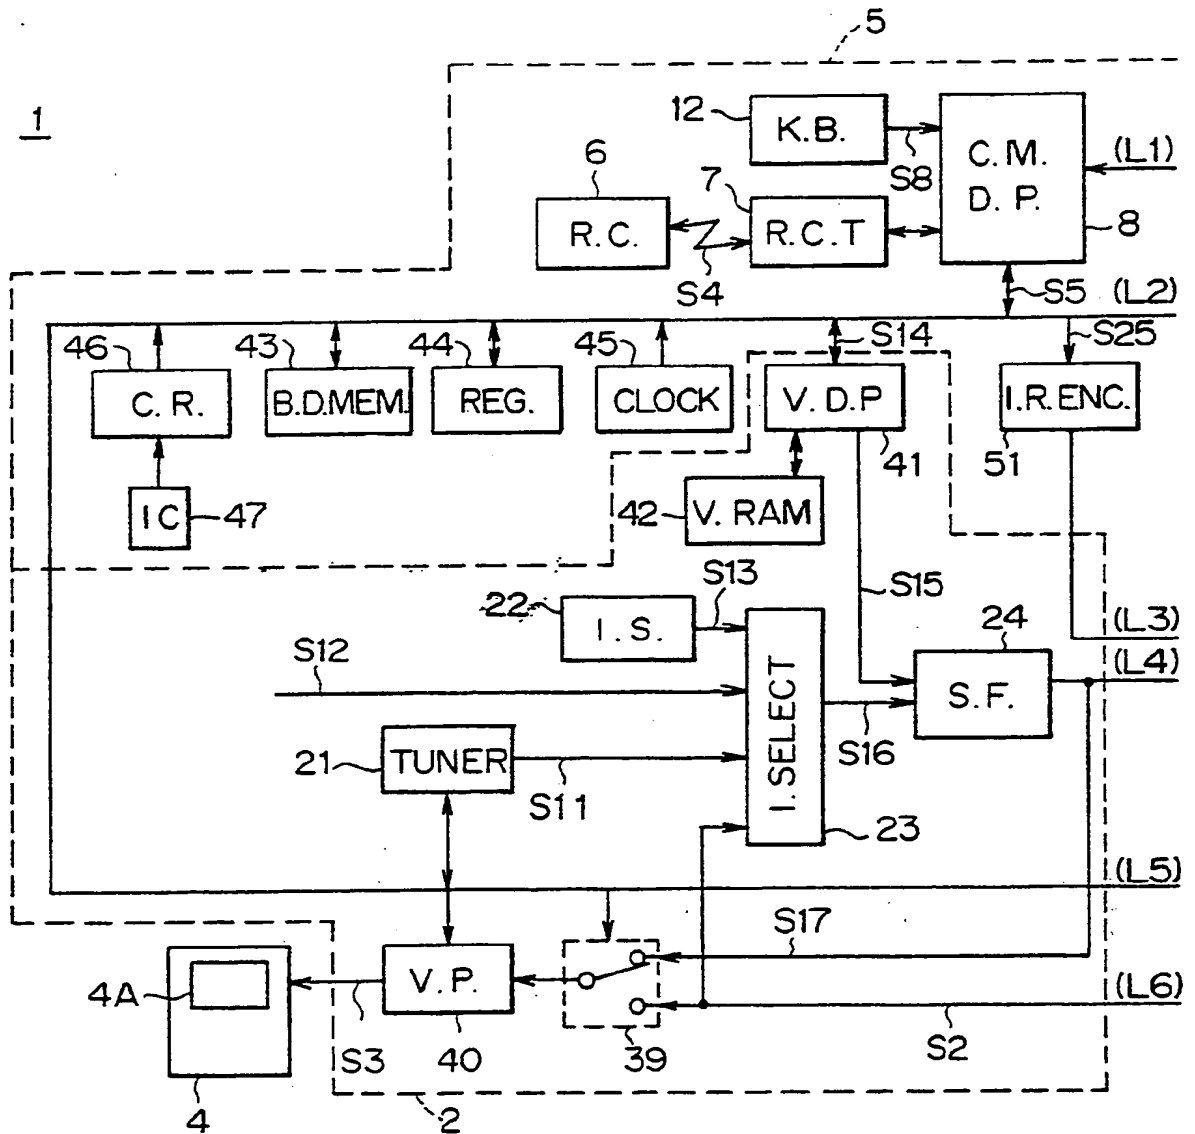 5
1
12
K.B.
S8
C.M.
D.P.
(L1)
8
6
R.C.
7
R.C.T
S4
S5
(L2)
46
C.R.
43
B.D.MEM.
44
REG.
45
CLOCK
S14
V.D.P
41
S25
I.R.ENC.
51
IC
47
42
V. RAM
S15
22
I.S.
S13
S12
I.SELECT
23
S16
24
S.F.
(L3)
(L4)
21
TUNER
S11
(L5)
S17
4A
4
S3
V.P.
40
39
S2
(L6)
2